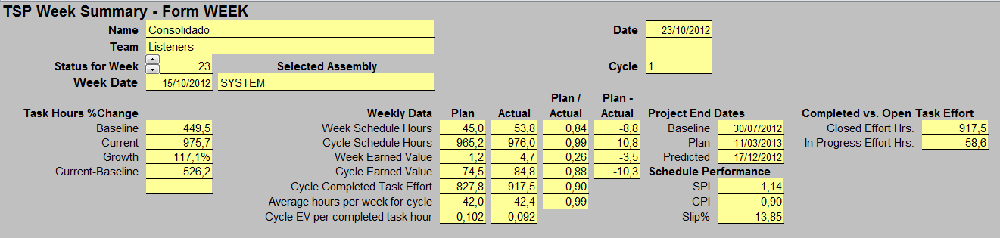 TSP Week Summary - Form WEEK
Name Consolidado Date 23/10/2012
Team Listeners
Status for Week 23 Selected Assembly Cycle 1
Week Date 15/10/2012 SYSTEM
Plan / Plan -
Task Hours %Change Weekly Data Plan Actual Actual Actual Project End Dates Completed vs. Open Task Effort
Baseline 449,5 Week Schedule Hours 45,0 53,8 0,84 -8,8 Baseline 30/07/2012 Closed Effort Hrs. 917,5
Current 975,7 Cycle Schedule Hours 965,2 976,0 0,99 -10,8 Plan 11/03/2013 In Progress Effort Hrs. 58,6
Growth 117,1% Week Earned Value 1,2 4,7 0,26 -3,5 Predicted 17/12/2012
Current-Baseline 526,2 Cycle Earned Value 74,5 84,8 0,88 -10,3 Schedule Performance
Cycle Completed Task Effort 827,8 917,5 0,90 SPI 1,14
Average hours per week for cycle 42,0 42,4 0,99 CPI 0,90
Cycle EV per completed task hour 0,102 0,092 Slip% -13,85